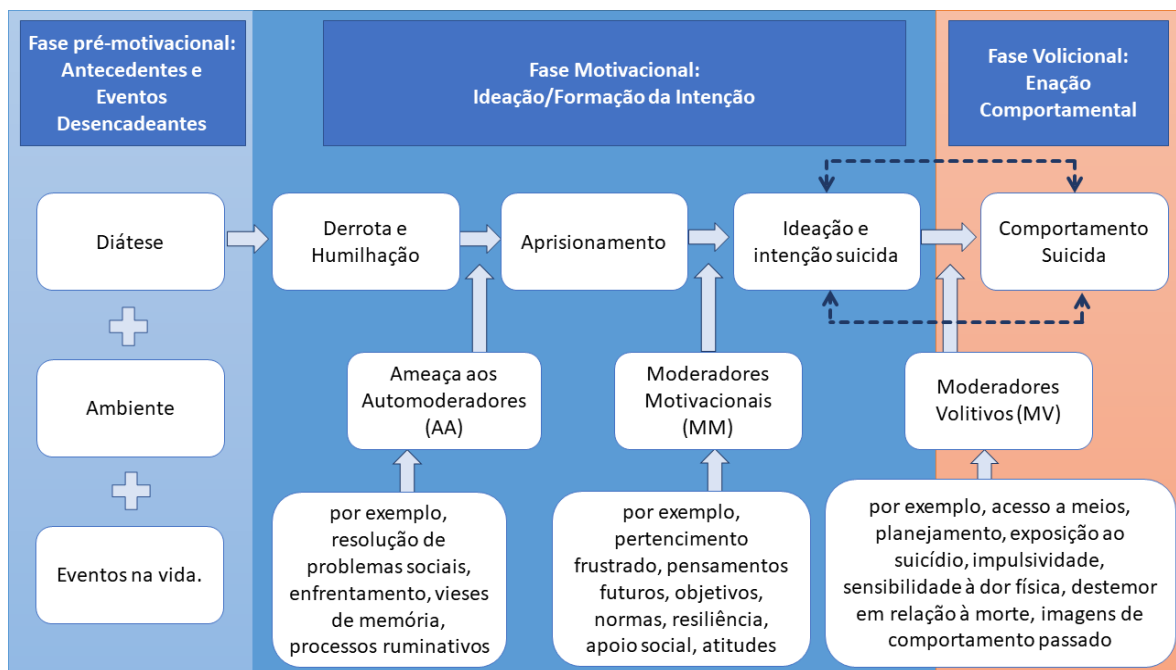 Fase pré-motivacional:
Antecedentes e
Eventos
Desencadeantes
Fase Motivacional:
Ideação/Formação da Intenção
Fase Volicional:
Enação
Comportamental
Diátese
Derrota e
Humilhação
Aprisionamento
Ideação e
intenção suicida
Comportamento
Suicida
Ambiente
Ameaça aos
Automoderadores
(AA)
Moderadores
Motivacionais
(MM)
Moderadores
Volitivos (MV)
Eventos na vida.
por exemplo,
resolução de
problemas sociais,
enfrentamento, vieses
de memória,
processos ruminativos
por exemplo,
pertencimento
frustrado, pensamentos
futuros, objetivos,
normas, resiliência,
apoio social, atitudes
por exemplo, acesso a meios,
planejamento, exposição ao
suicídio, impulsividade,
sensibilidade à dor física, destemor
em relação à morte, imagens de
comportamento passado